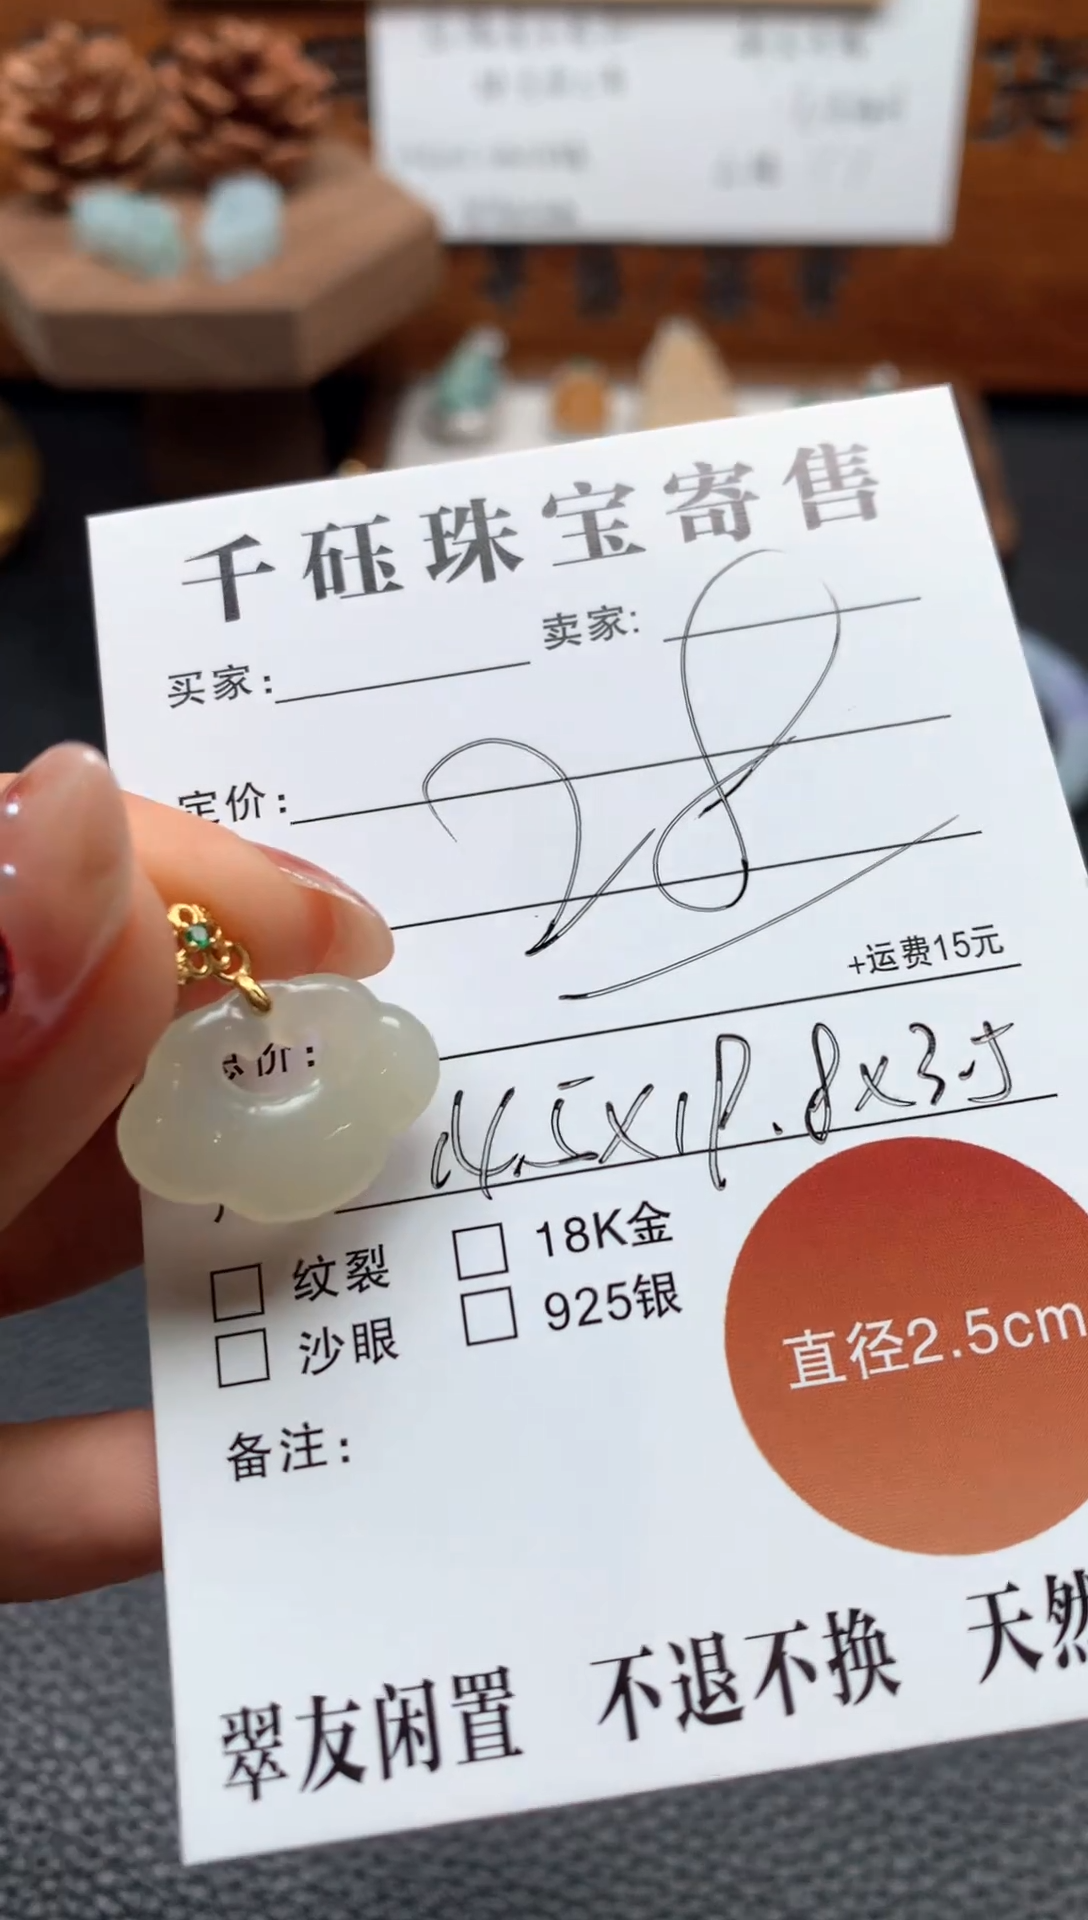 千砡珠宝寄售
买家： 卖家:
定价：
28
+运费15元
价：
14.5x19.8x3.5
纹裂 18K金
沙眼 925银
直径2.5cm
备注：
翠友闲置 不退不换 天然